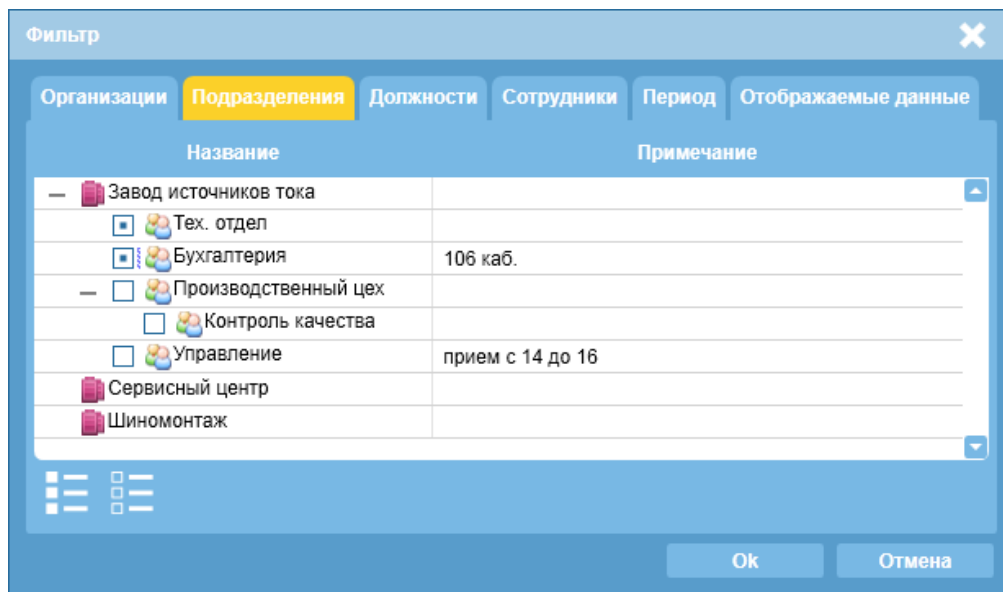 Фильтр
Организации Подразделения Должности Сотрудники Период Отображаемые данные
Название Примечание
Завод источников тока
Тех. отдел
Бухгалтерия 106 каб.
Производственный цех
Контроль качества
Управление прием с 14 до 16
Сервисный центр
Шиномонтаж
Ok Отмена